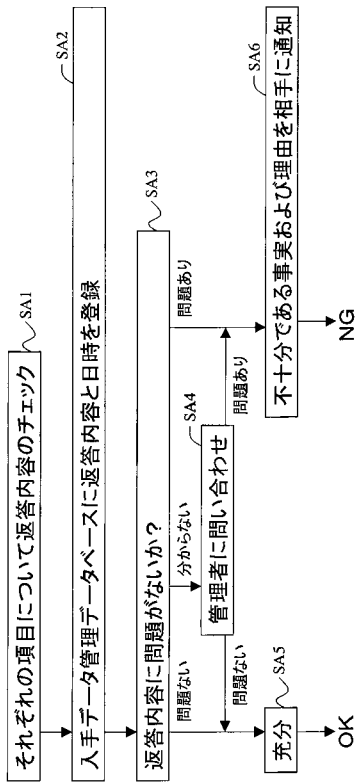 それぞれの項目について返答内容のチェック
SA1
入手データ管理データベースに返答内容と日時を登録
SA2
返答内容に問題がないか?
SA3
問題ない
分からない
問題あり
管理者に問い合わせ
SA4
問題ない
問題あり
充分
SA5
不十分である事実および理由を相手に通知
SA6
OK
NG